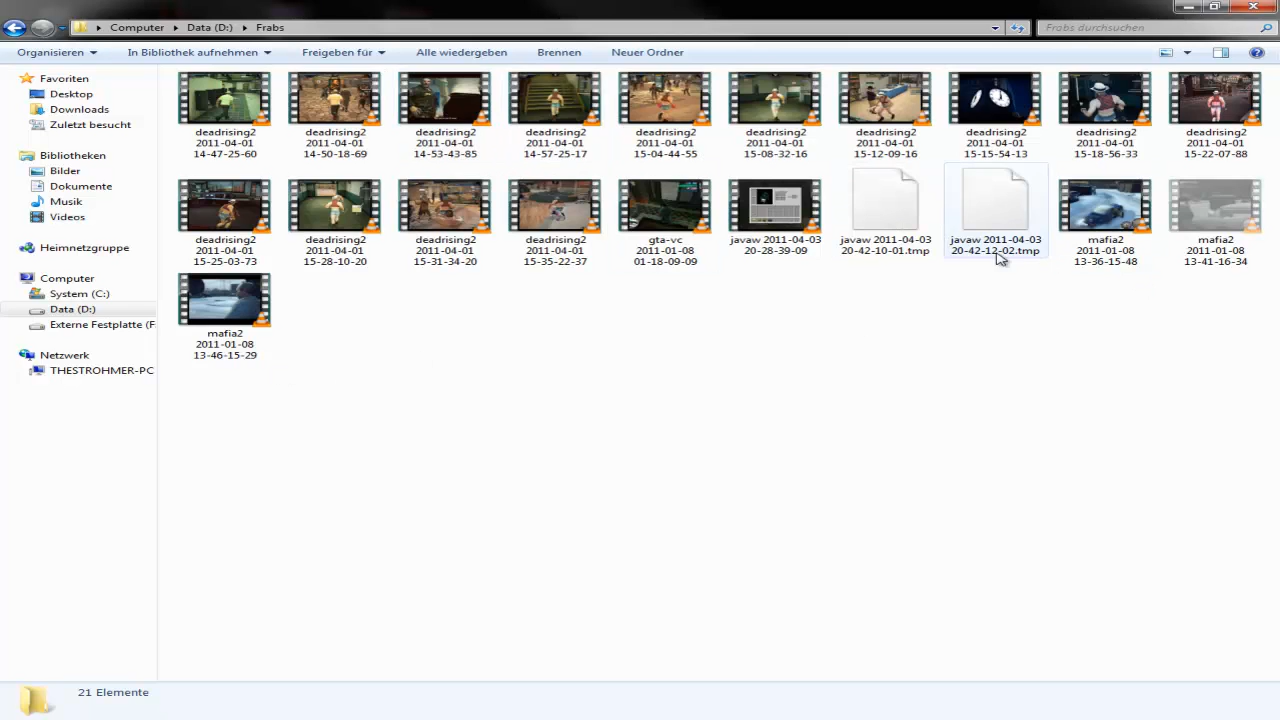 Computer ▸ Data (D:) ▸ Frabs
Frabs durchsuchen
Organisieren In Bibliothek aufnehmen Freigeben für Alle wiedergeben Brennen Neuer Ordner
Favoriten
Desktop
Downloads
Zuletzt besucht
Bibliotheken
Bilder
Dokumente
Musik
Videos
Heimnetzgruppe
Computer
System (C:)
Data (D:)
Externe Festplatte (F
Netzwerk
THESTROHMER-PC
deadrising2
2011-04-01
14-47-25-60
deadrising2
2011-04-01
14-50-18-69
deadrising2
2011-04-01
14-53-43-85
deadrising2
2011-04-01
14-57-25-17
deadrising2
2011-04-01
15-04-44-55
deadrising2
2011-04-01
15-08-32-16
deadrising2
2011-04-01
15-12-09-16
deadrising2
2011-04-01
15-15-54-13
deadrising2
2011-04-01
15-18-56-33
deadrising2
2011-04-01
15-22-07-88
deadrising2
2011-04-01
15-25-03-73
deadrising2
2011-04-01
15-28-10-20
deadrising2
2011-04-01
15-31-34-20
deadrising2
2011-04-01
15-35-22-37
gta-vc
2011-01-08
01-18-09-09
javaw 2011-04-03
20-28-39-09
javaw 2011-04-03
20-42-10-01.tmp
javaw 2011-04-03
20-42-12-02.tmp
mafia2
2011-01-08
13-36-15-48
mafia2
2011-01-08
13-41-16-34
mafia2
2011-01-08
13-46-15-29
21 Elemente